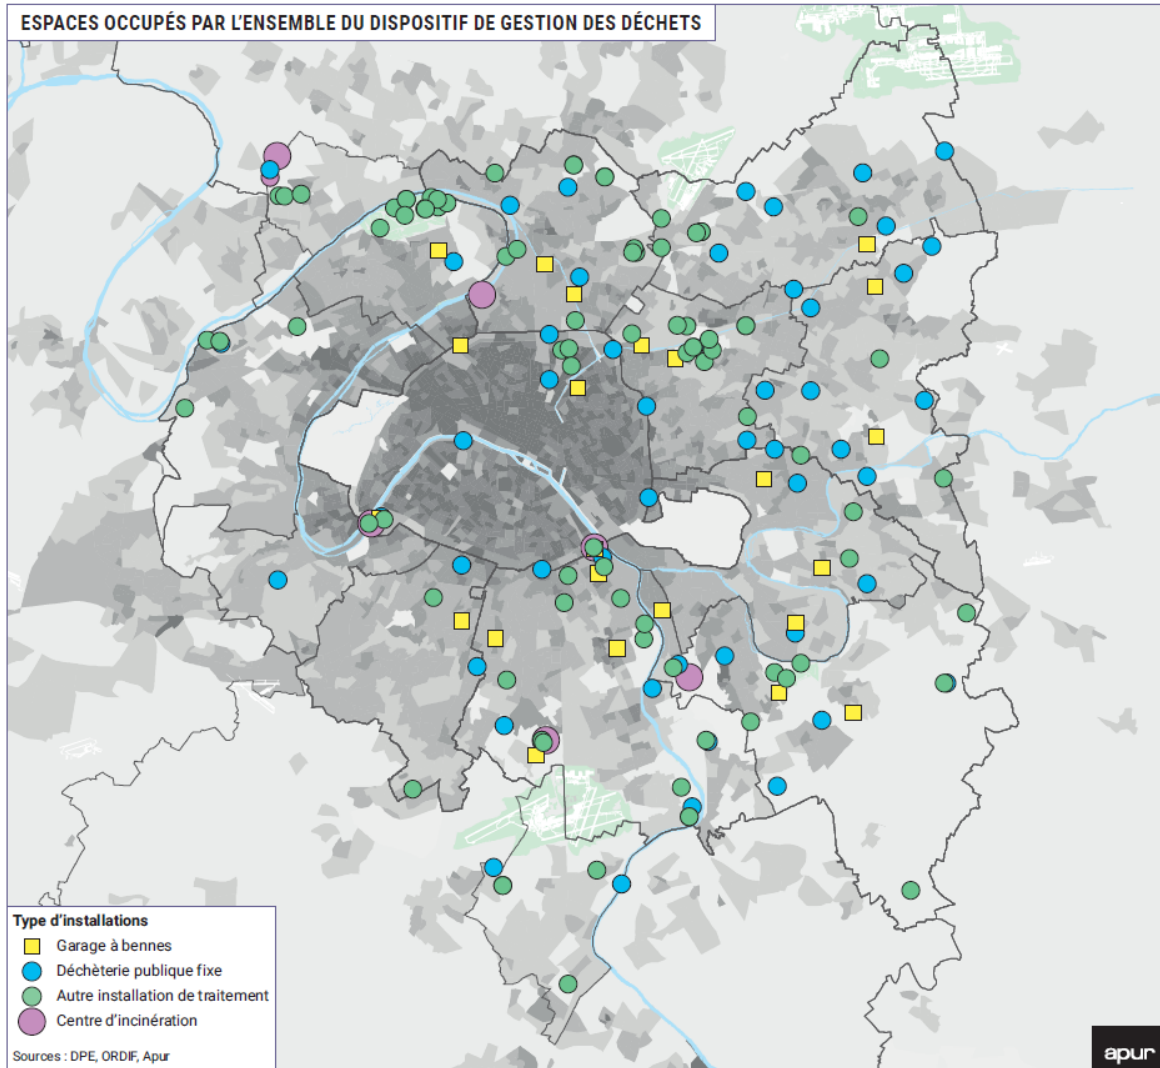 ESPACES OCCUPÉS PAR L'ENSEMBLE DU DISPOSITIF DE GESTION DES DÉCHETS
Type d'installations
Garage à bennes
Déchèterie publique fixe
Autre installation de traitement
Centre d'incinération
Sources : DPE, ORDIF, Apur
apur